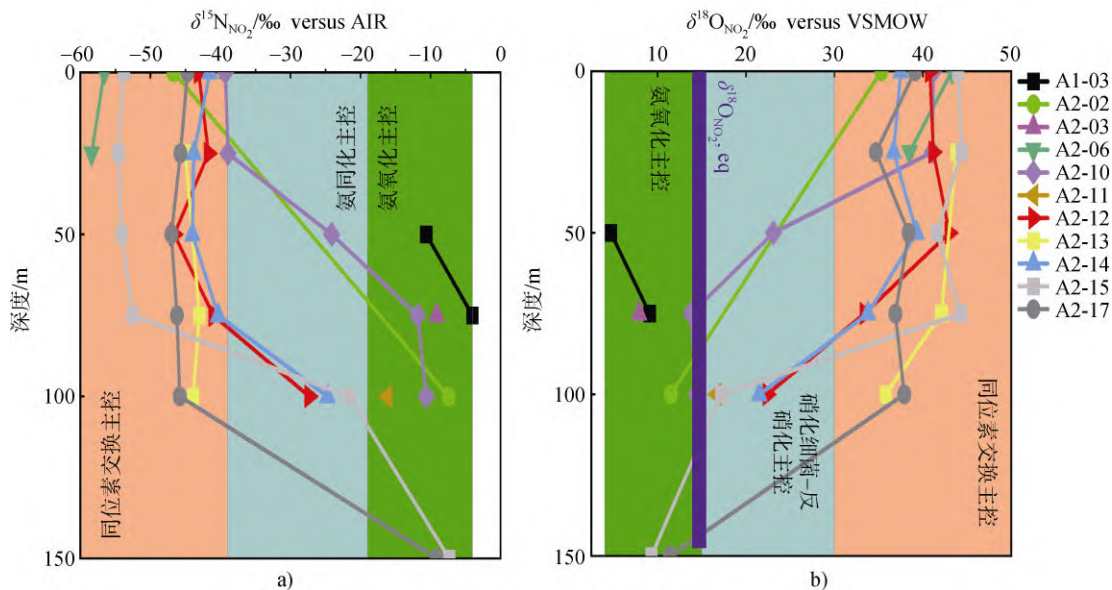 δ¹⁵N_NO₂/‰ versus AIR
−60 −50 −40 −30 −20 −10 0
0
50
100
150
深度/m
同位素交换主控
氨同化主控
氨氧化主控
a)
δ¹⁸O_NO₂/‰ versus VSMOW
10 20 30 40 50
0
50
100
150
深度/m
氨氧化主控
δ¹⁸O_NO₂, eq
硝化细菌–反
硝化主控
同位素交换主控
b)
A1-03
A2-02
A2-03
A2-06
A2-10
A2-11
A2-12
A2-13
A2-14
A2-15
A2-17